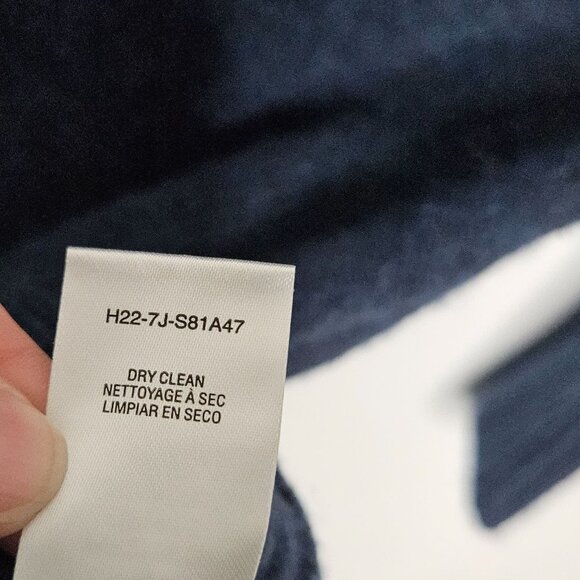 H22-7J-S81A47
DRY CLEAN
NETTOYAGE À SEC
LIMPIAR EN SECO